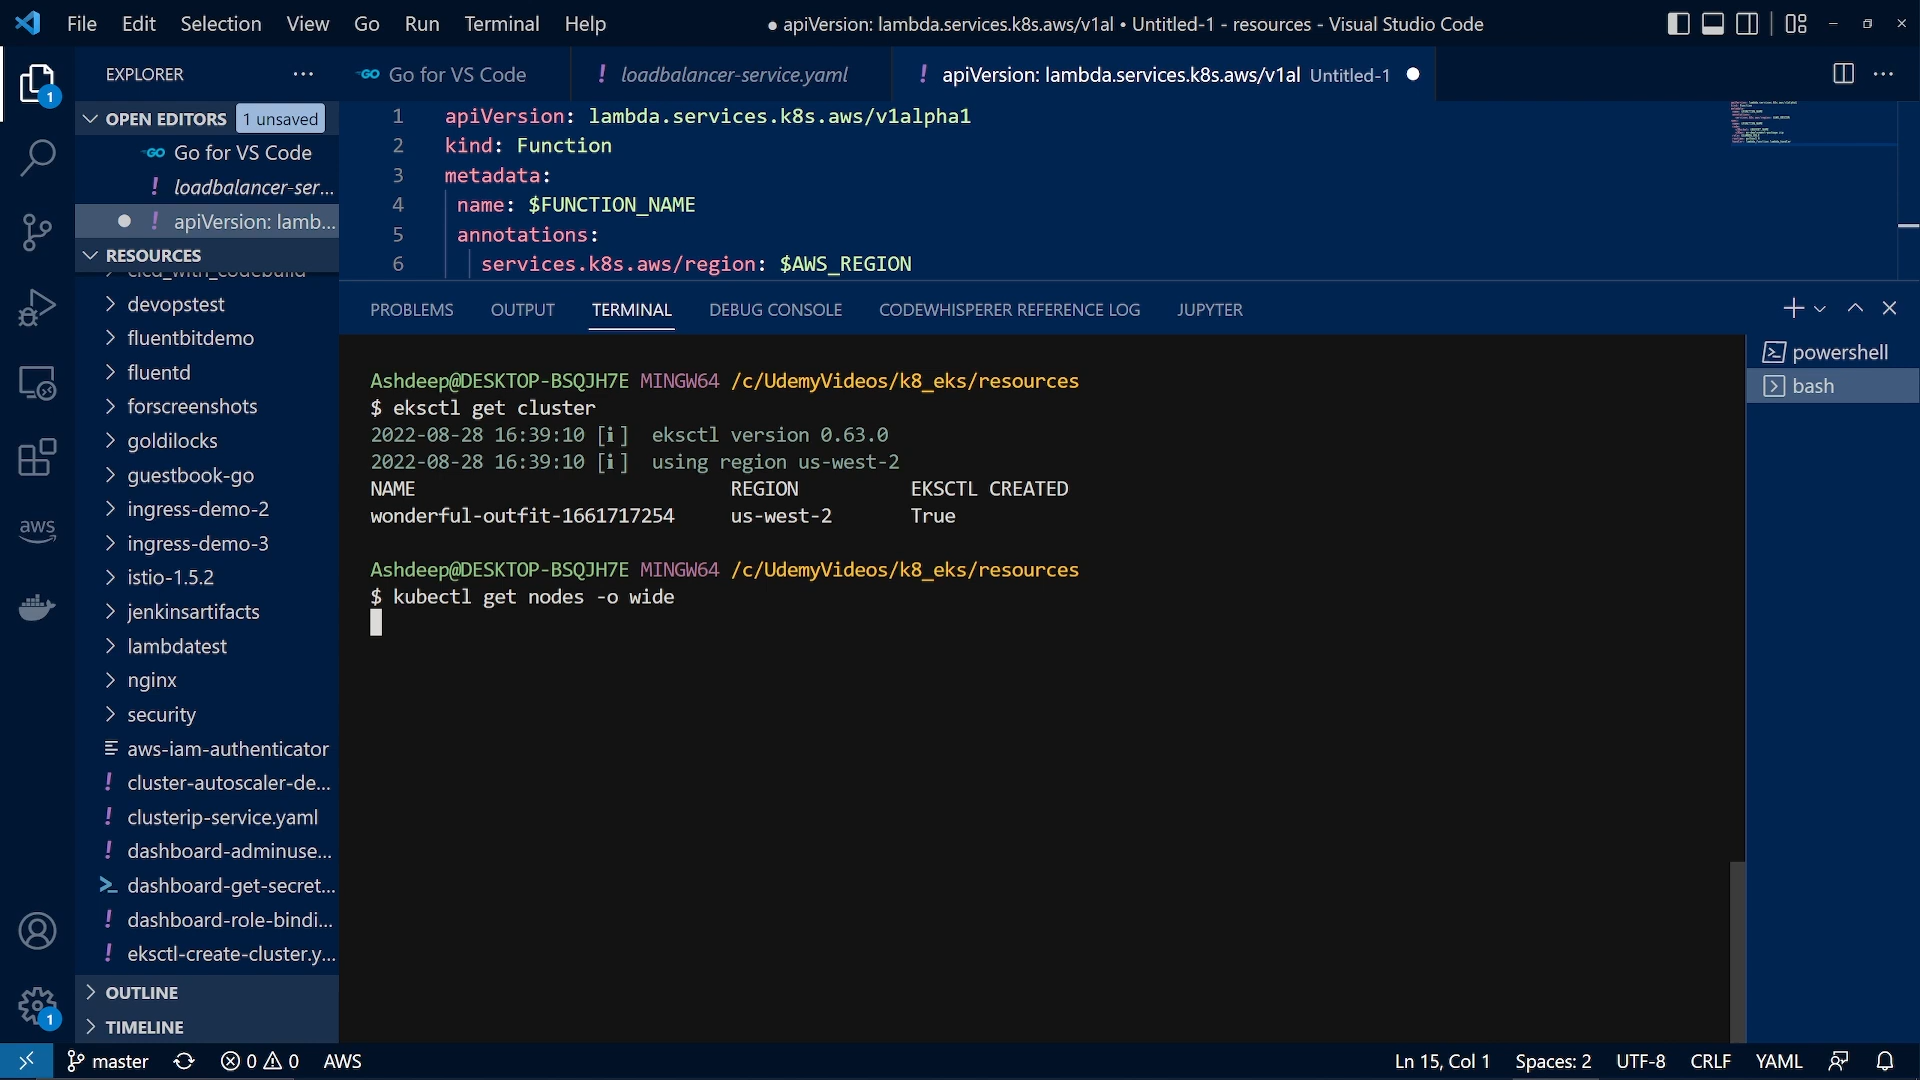 File Edit Selection View Go Run Terminal Help
● apiVersion: lambda.services.k8s.aws/v1al • Untitled-1 - resources - Visual Studio Code
EXPLORER
Go for VS Code
loadbalancer-service.yaml
apiVersion: lambda.services.k8s.aws/v1al Untitled-1
OPEN EDITORS 1 unsaved
Go for VS Code
loadbalancer-ser...
apiVersion: lamb...
RESOURCES
cicd_with_codebuild
devopstest
fluentbitdemo
fluentd
forscreenshots
goldilocks
guestbook-go
ingress-demo-2
ingress-demo-3
istio-1.5.2
jenkinsartifacts
lambdatest
nginx
security
aws-iam-authenticator
cluster-autoscaler-de...
clusterip-service.yaml
dashboard-adminuse...
dashboard-get-secret...
dashboard-role-bindi...
eksctl-create-cluster.y...
OUTLINE
TIMELINE
1
aws
1
1 apiVersion: lambda.services.k8s.aws/v1alpha1
2 kind: Function
3 metadata:
4 name: $FUNCTION_NAME
5 annotations:
6 services.k8s.aws/region: $AWS_REGION
PROBLEMS OUTPUT TERMINAL DEBUG CONSOLE CODEWHISPERER REFERENCE LOG JUPYTER
Ashdeep@DESKTOP-BSQJH7E MINGW64 /c/UdemyVideos/k8_eks/resources
$ eksctl get cluster
2022-08-28 16:39:10 [ℹ]  eksctl version 0.63.0
2022-08-28 16:39:10 [ℹ]  using region us-west-2
NAME REGION EKSCTL CREATED
wonderful-outfit-1661717254 us-west-2 True
Ashdeep@DESKTOP-BSQJH7E MINGW64 /c/UdemyVideos/k8_eks/resources
$ kubectl get nodes -o wide
powershell
bash
master 0 0 AWS
Ln 15, Col 1 Spaces: 2 UTF-8 CRLF YAML